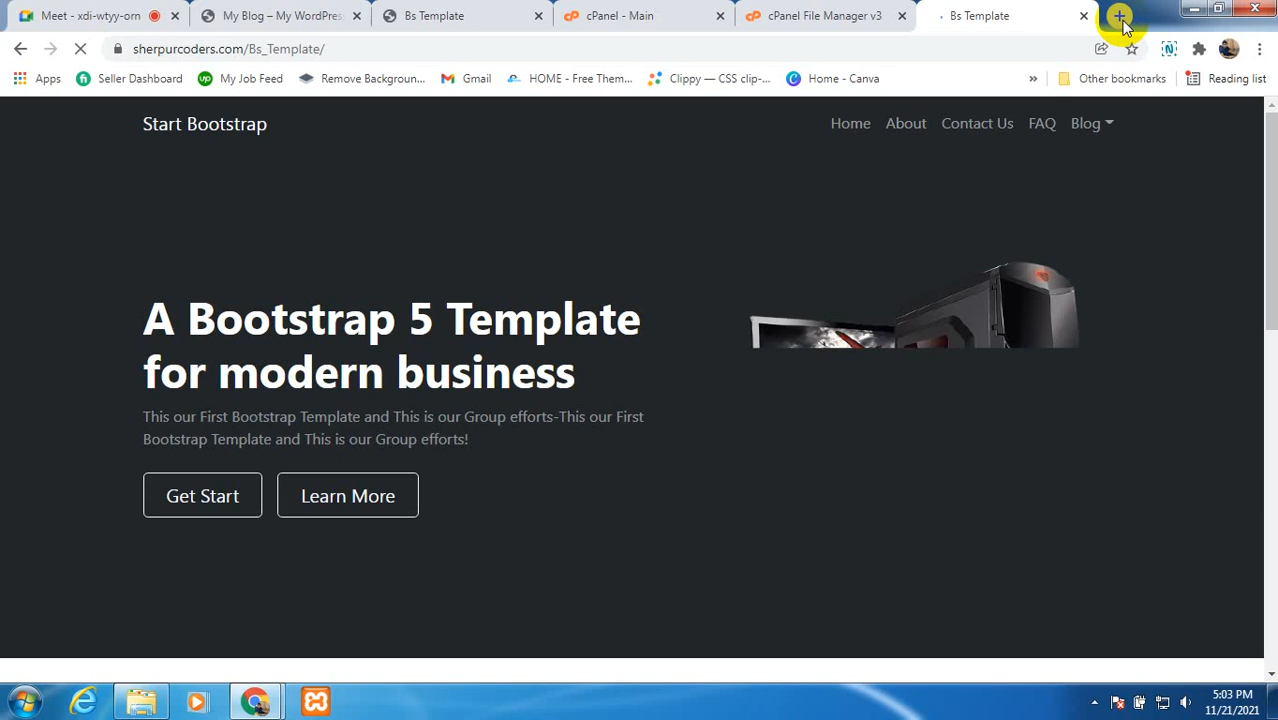 Meet - xdi-wtyy-orn
My Blog – My WordPres
Bs Template
cPanel - Main
cPanel File Manager v3
Bs Template
sherpurcoders.com/Bs_Template/
Apps
Seller Dashboard
My Job Feed
Remove Backgroun...
Gmail
HOME - Free Them...
Clippy — CSS clip-...
Home - Canva
»
Other bookmarks
Reading list
Start Bootstrap
Home
About
Contact Us
FAQ
Blog
A Bootstrap 5 Template
for modern business
This our First Bootstrap Template and This is our Group efforts-This our First
Bootstrap Template and This is our Group efforts!
Get Start
Learn More
5:03 PM
11/21/2021